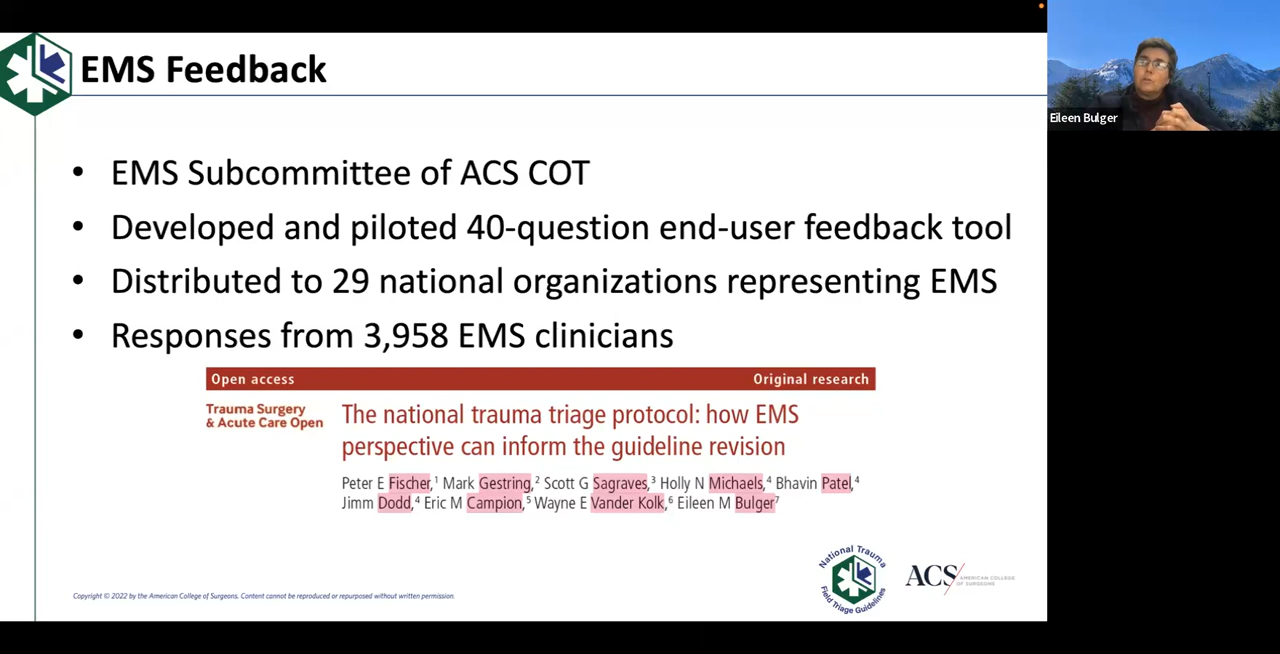 EMS Feedback
• EMS Subcommittee of ACS COT
• Developed and piloted 40-question end-user feedback tool
• Distributed to 29 national organizations representing EMS
• Responses from 3,958 EMS clinicians
Open access
Original research
Trauma Surgery
& Acute Care Open
The national trauma triage protocol: how EMS
perspective can inform the guideline revision
Peter E Fischer,¹ Mark Gestring,² Scott G Sagraves,³ Holly N Michaels,⁴ Bhavin Patel,⁴
Jimm Dodd,⁴ Eric M Campion,⁵ Wayne E Vander Kolk,⁶ Eileen M Bulger⁷
Copyright © 2022 by the American College of Surgeons. Content cannot be reproduced or repurposed without written permission.
National Trauma
Field Triage Guidelines
ACS
AMERICAN COLLEGE
OF SURGEONS
Eileen Bulger